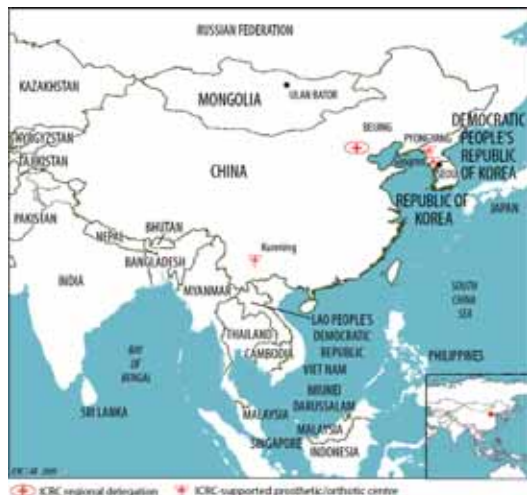 RUSSIAN FEDERATION
KAZAKHSTAN
MONGOLIA
ULAN BATOR
KYRGYZSTAN
TAJIKISTAN
BEIJING
PYONGYANG
DEMOCRATIC
PEOPLE'S
REPUBLIC
OF KOREA
SEOUL
CHINA
REPUBLIC OF
KOREA
JAPAN
PAKISTAN
NEPAL
BHUTAN
BANGLADESH
Kunming
INDIA
MYANMAR
SOUTH
CHINA
SEA
LAO PEOPLE'S
DEMOCRATIC
REPUBLIC
THAILAND
CAMBODIA
VIET NAM
BAY
OF
BENGAL
PHILIPPINES
SRI LANKA
BRUNEI
DARUSSALAM
MALAYSIA
MALAYSIA
SINGAPORE
INDONESIA
ICRC regional delegation
ICRC-supported prosthetic/orthotic centre